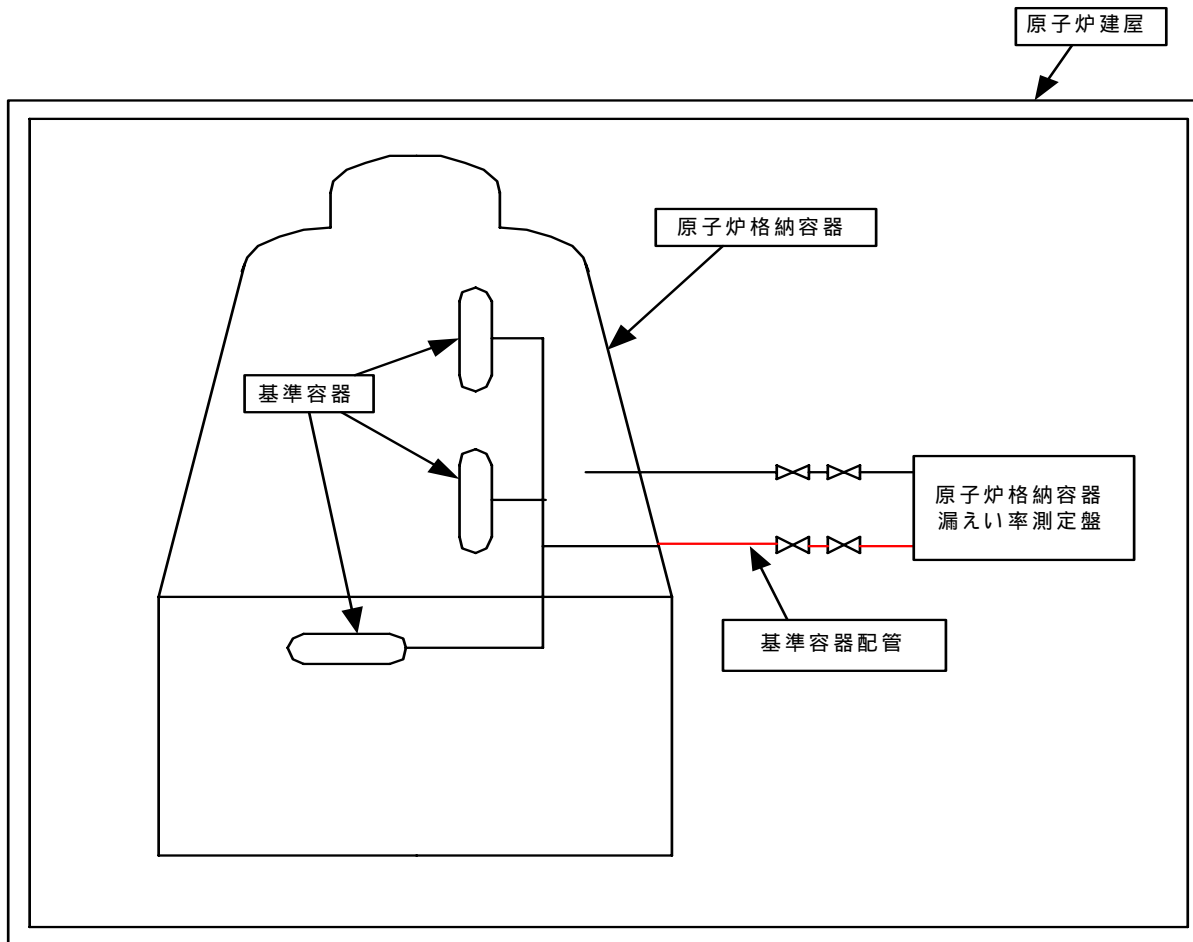 原子炉建屋
原子炉格納容器
基準容器
原子炉格納容器
漏えい率測定盤
基準容器配管